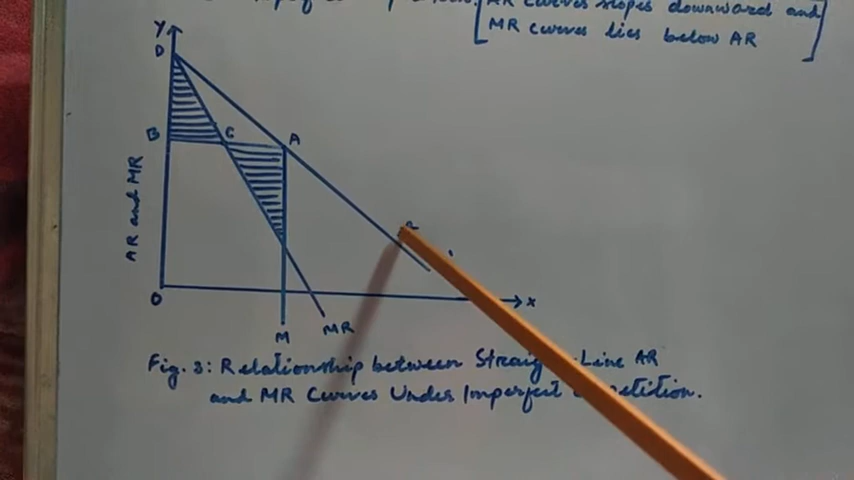 AR curves slopes downward and
MR curves lies below AR
Y
D
B
C
A
AR and MR
R
O
X
M
MR
Fig. 3: Relationship between Straight Line AR
and MR Curves Under Imperfect